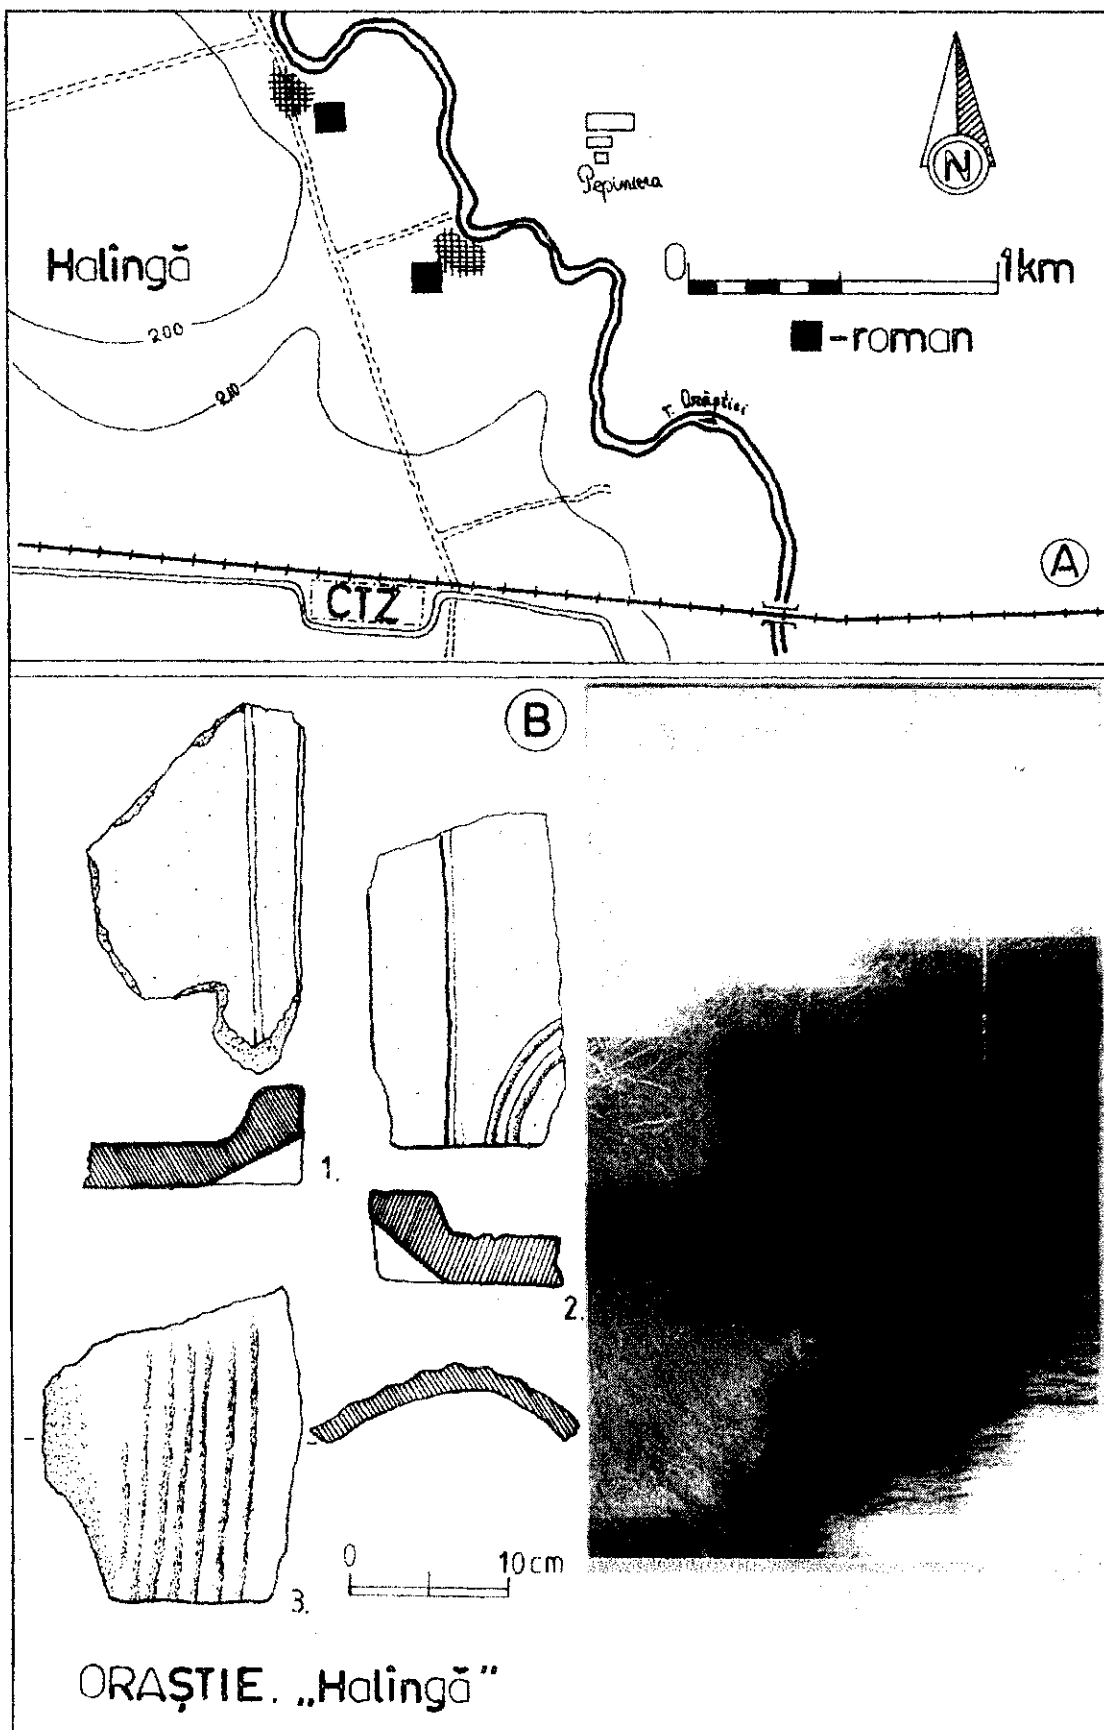 N
Pepiniera
Halîngă
0 1km
■-roman
200
210
r. Orăștiei
A
CTZ
B
1.
2.
3.
0 10cm
ORAȘTIE. „Halîngă”